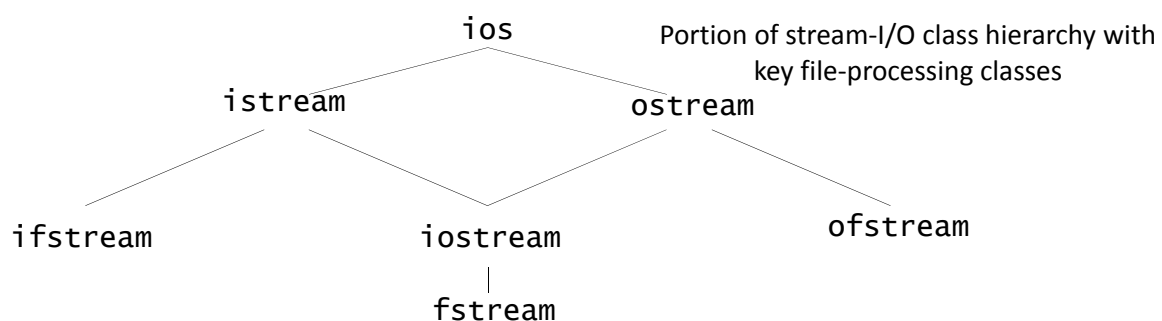 ios
Portion of stream-I/O class hierarchy with
key file-processing classes
istream
ostream
ifstream
iostream
ofstream
fstream